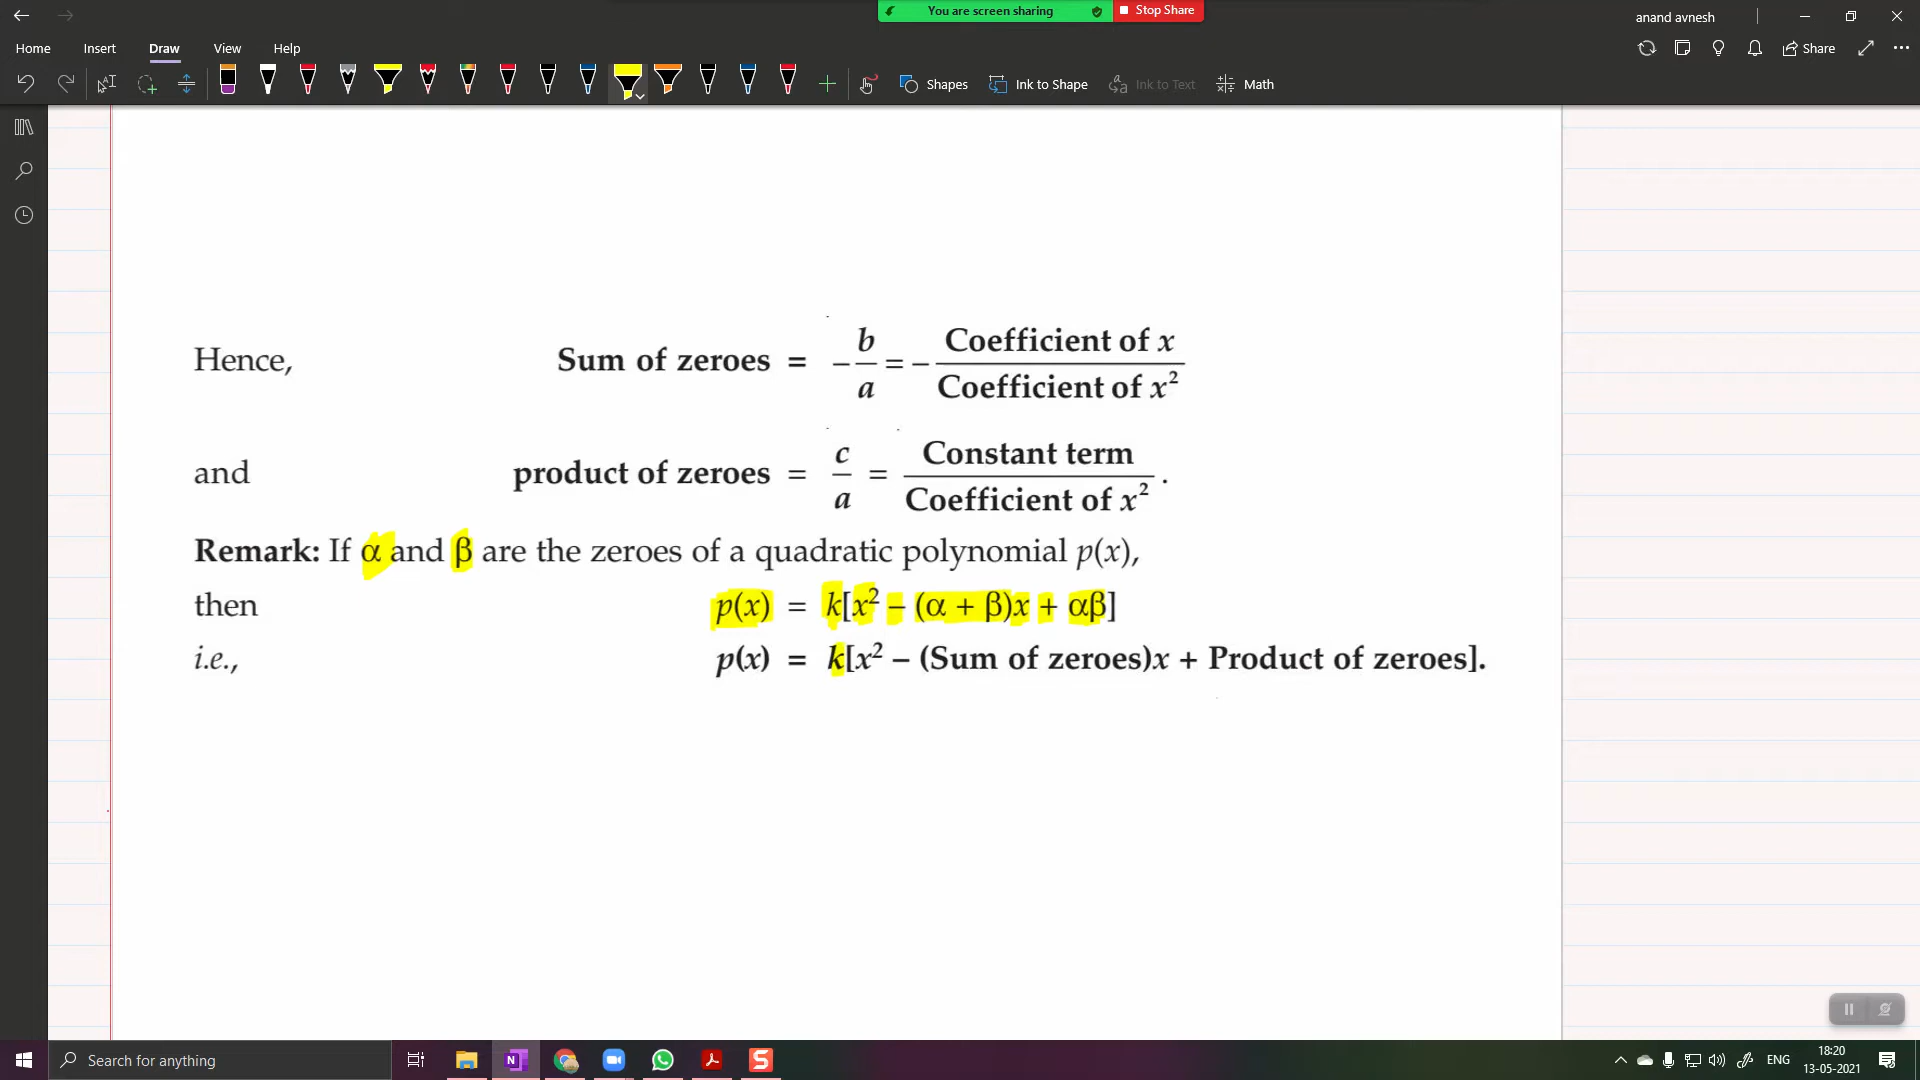 You are screen sharing Stop Share anand avnesh
Home Insert Draw View Help Share
Shapes Ink to Shape Ink to Text Math
Hence, Sum of zeroes = -b/a = - Coefficient of x / Coefficient of x²
and product of zeroes = c/a = Constant term / Coefficient of x² .
Remark: If α and β are the zeroes of a quadratic polynomial p(x),
then p(x) = k[x² – (α + β)x + αβ]
i.e., p(x) = k[x² – (Sum of zeroes)x + Product of zeroes].
Search for anything ENG 18:20
13-05-2021